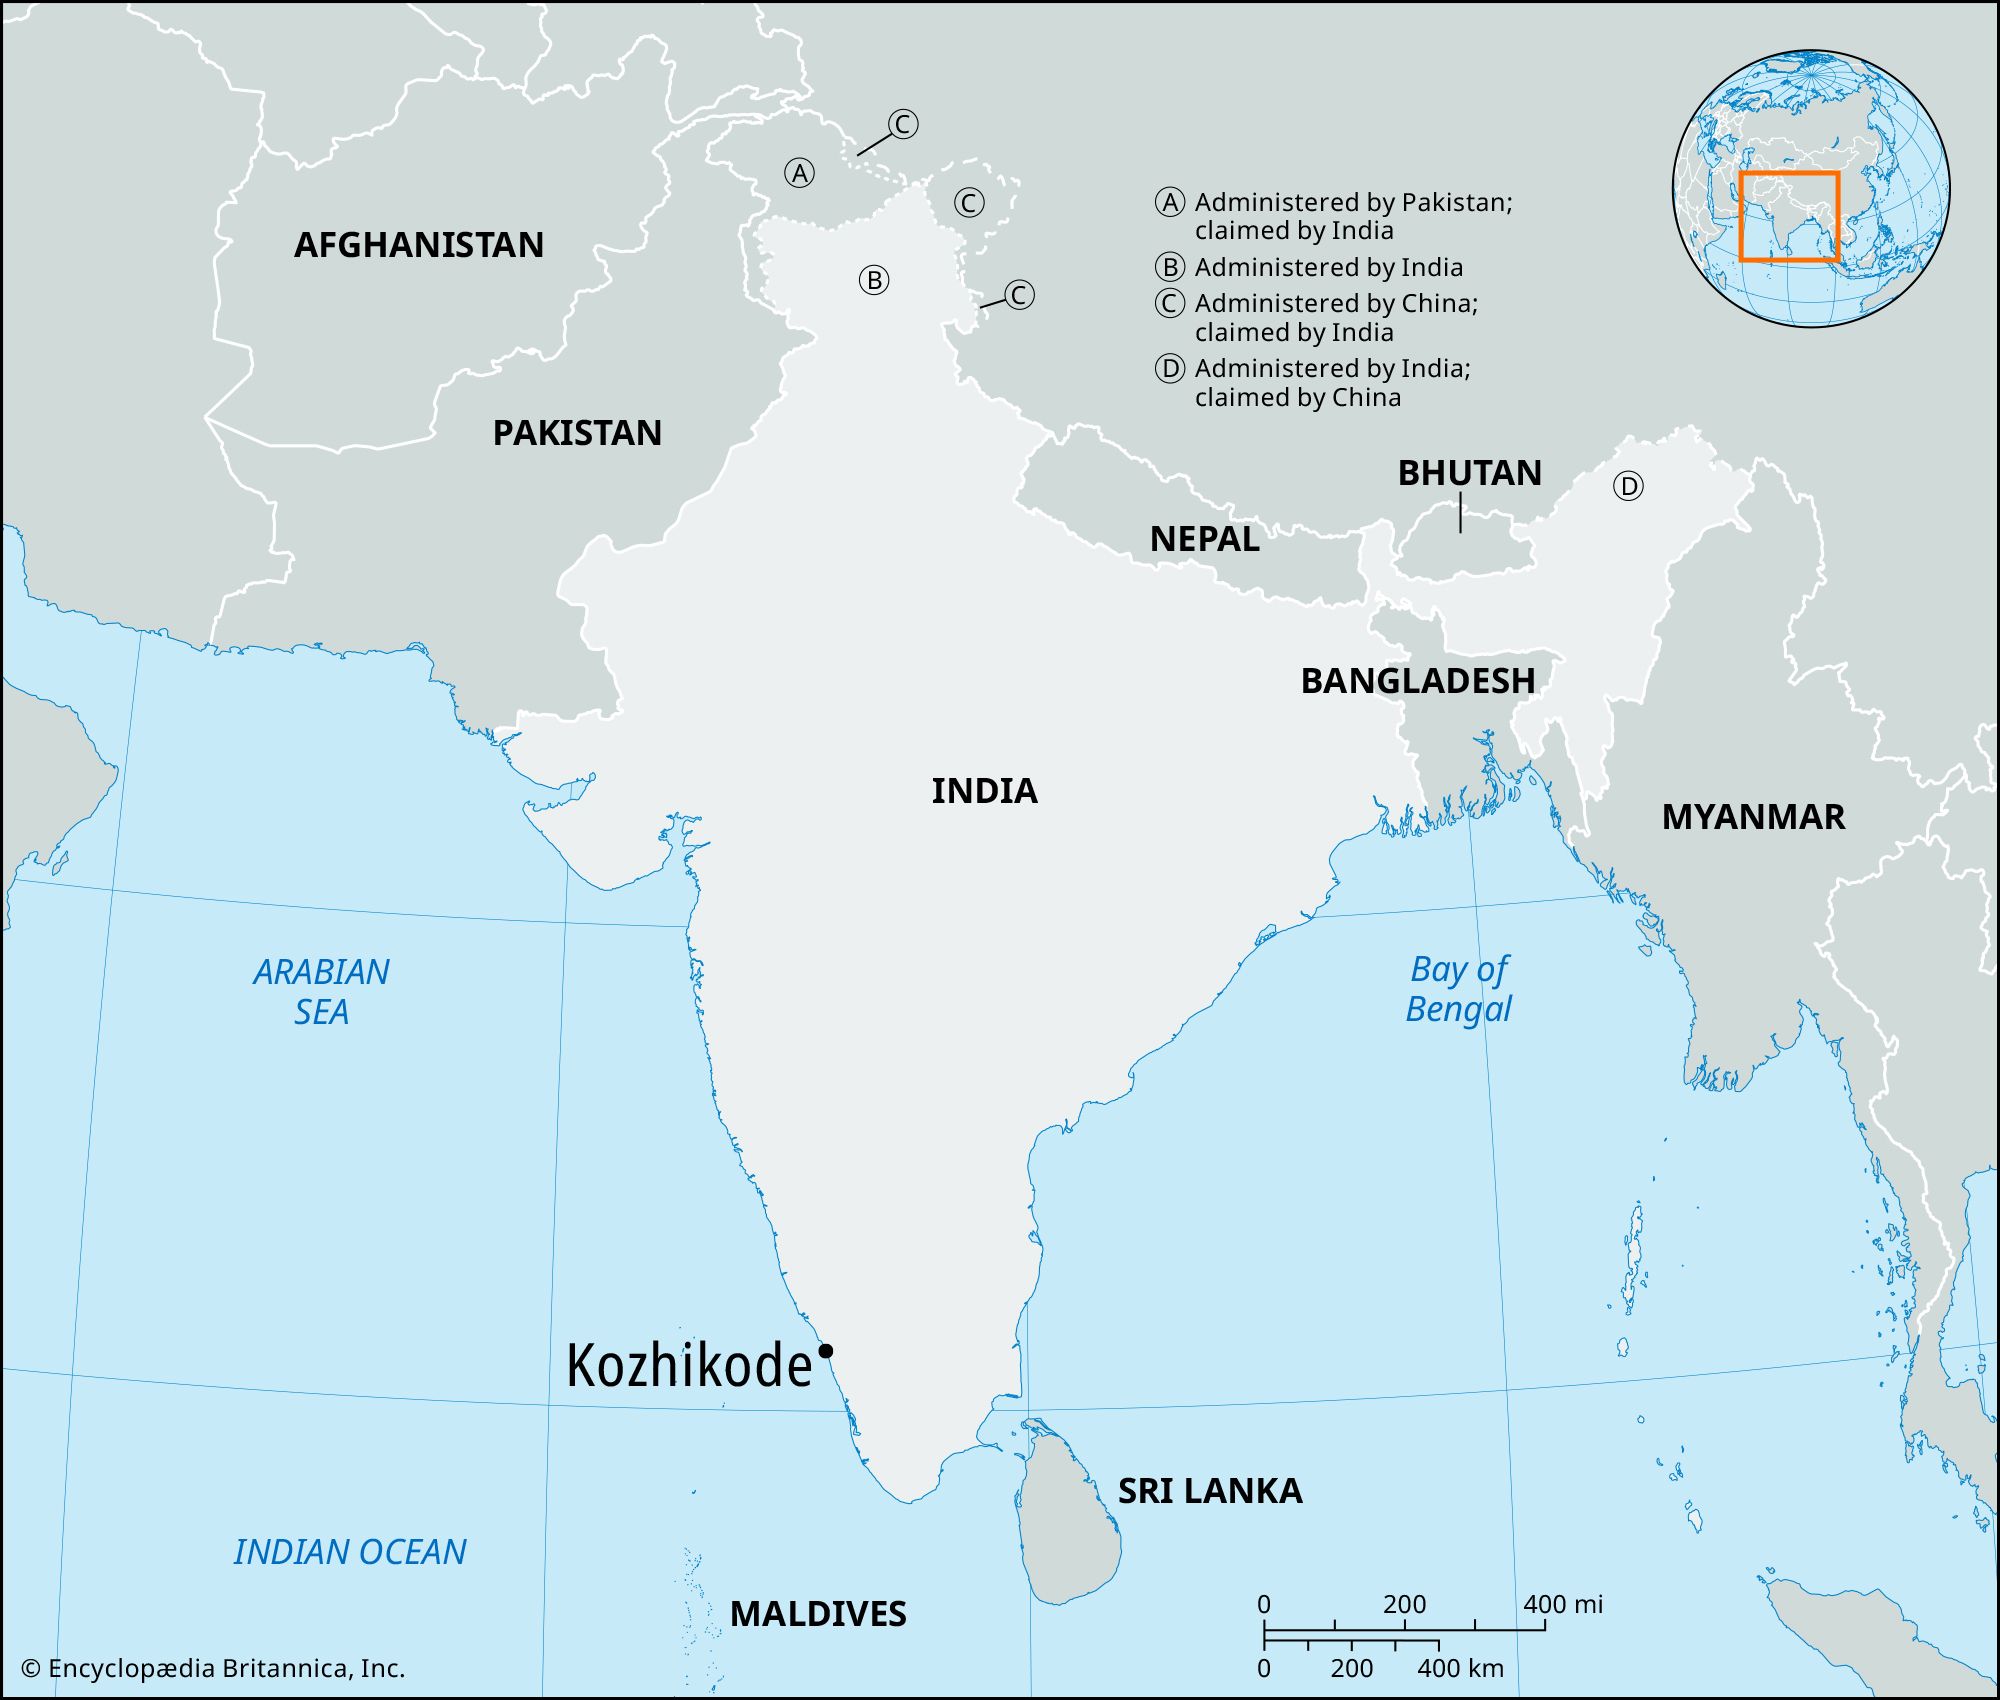 Ⓒ
Ⓐ
Ⓒ
Ⓐ Administered by Pakistan;
claimed by India
AFGHANISTAN
Ⓑ Administered by India
Ⓑ
Ⓒ
Ⓒ Administered by China;
claimed by India
Ⓓ Administered by India;
claimed by China
PAKISTAN
BHUTAN
Ⓓ
NEPAL
BANGLADESH
INDIA
MYANMAR
ARABIAN
SEA
Bay of
Bengal
Kozhikode
SRI LANKA
INDIAN OCEAN
MALDIVES
0 200 400 mi
0 200 400 km
© Encyclopædia Britannica, Inc.